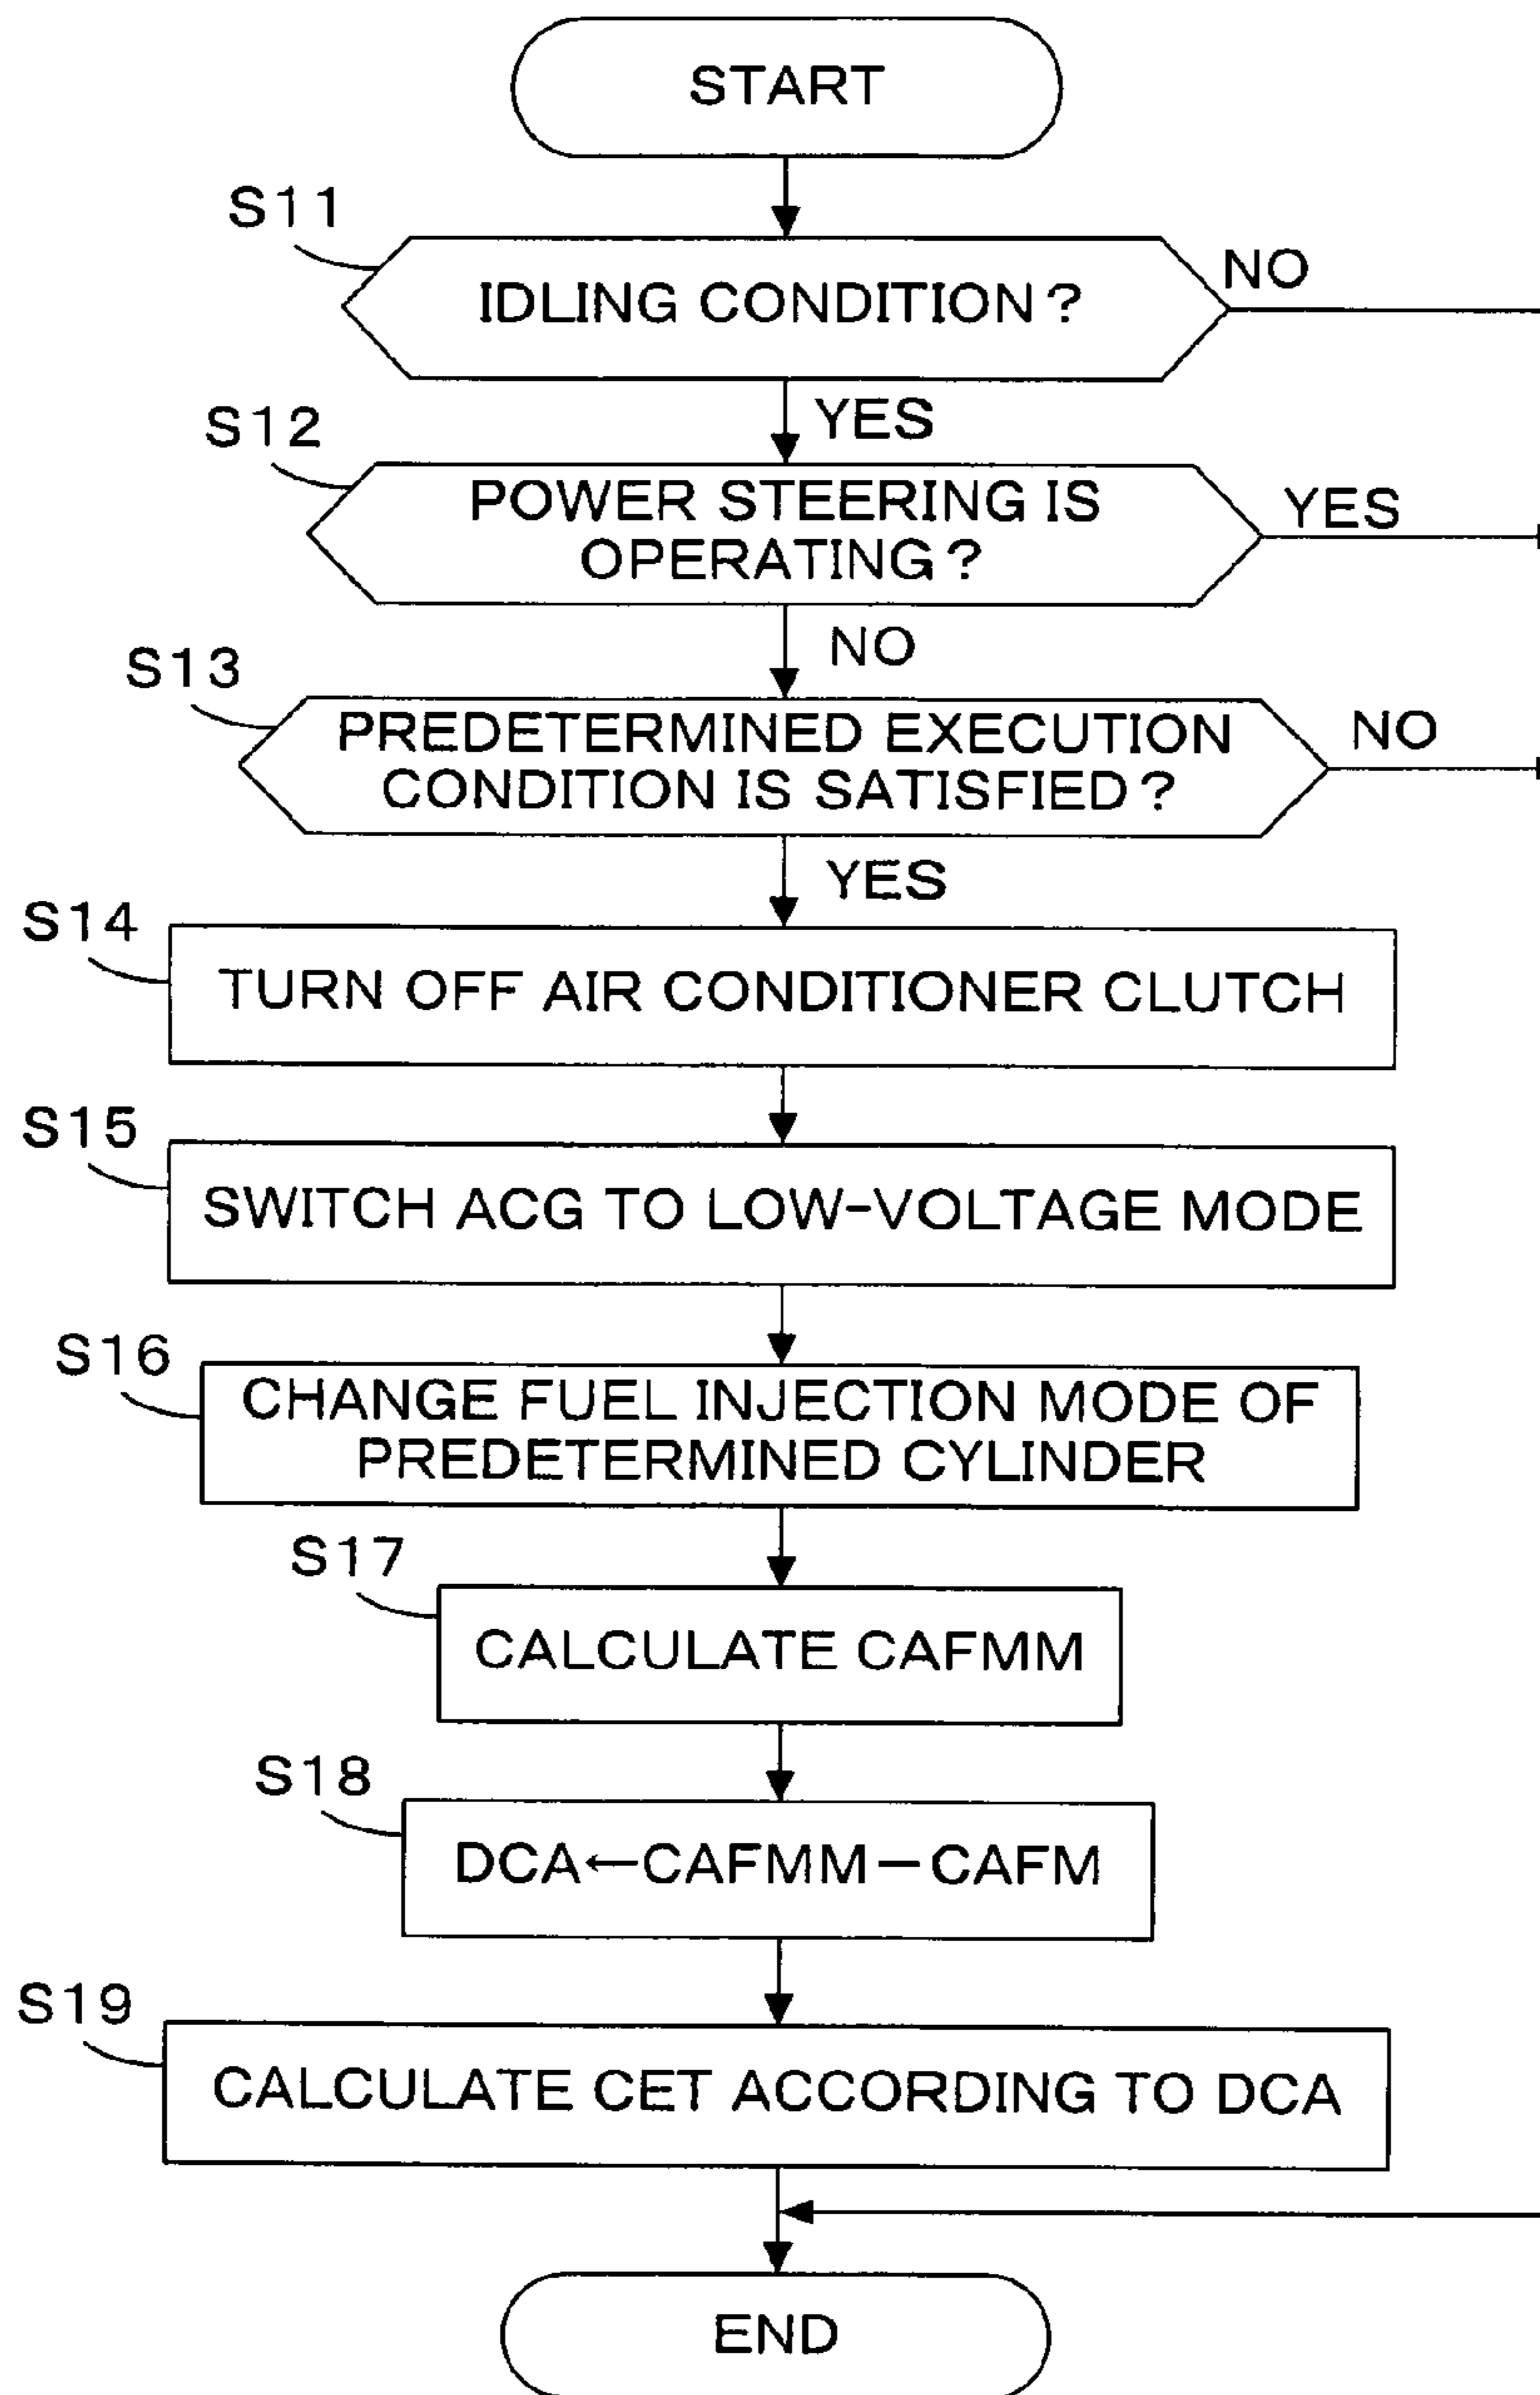 START
S11
IDLING CONDITION?
NO
YES
S12
POWER STEERING IS
OPERATING?
YES
NO
S13
PREDETERMINED EXECUTION
CONDITION IS SATISFIED?
NO
YES
S14
TURN OFF AIR CONDITIONER CLUTCH
S15
SWITCH ACG TO LOW-VOLTAGE MODE
S16
CHANGE FUEL INJECTION MODE OF
PREDETERMINED CYLINDER
S17
CALCULATE CAFMM
S18
DCA←CAFMM−CAFM
S19
CALCULATE CET ACCORDING TO DCA
END